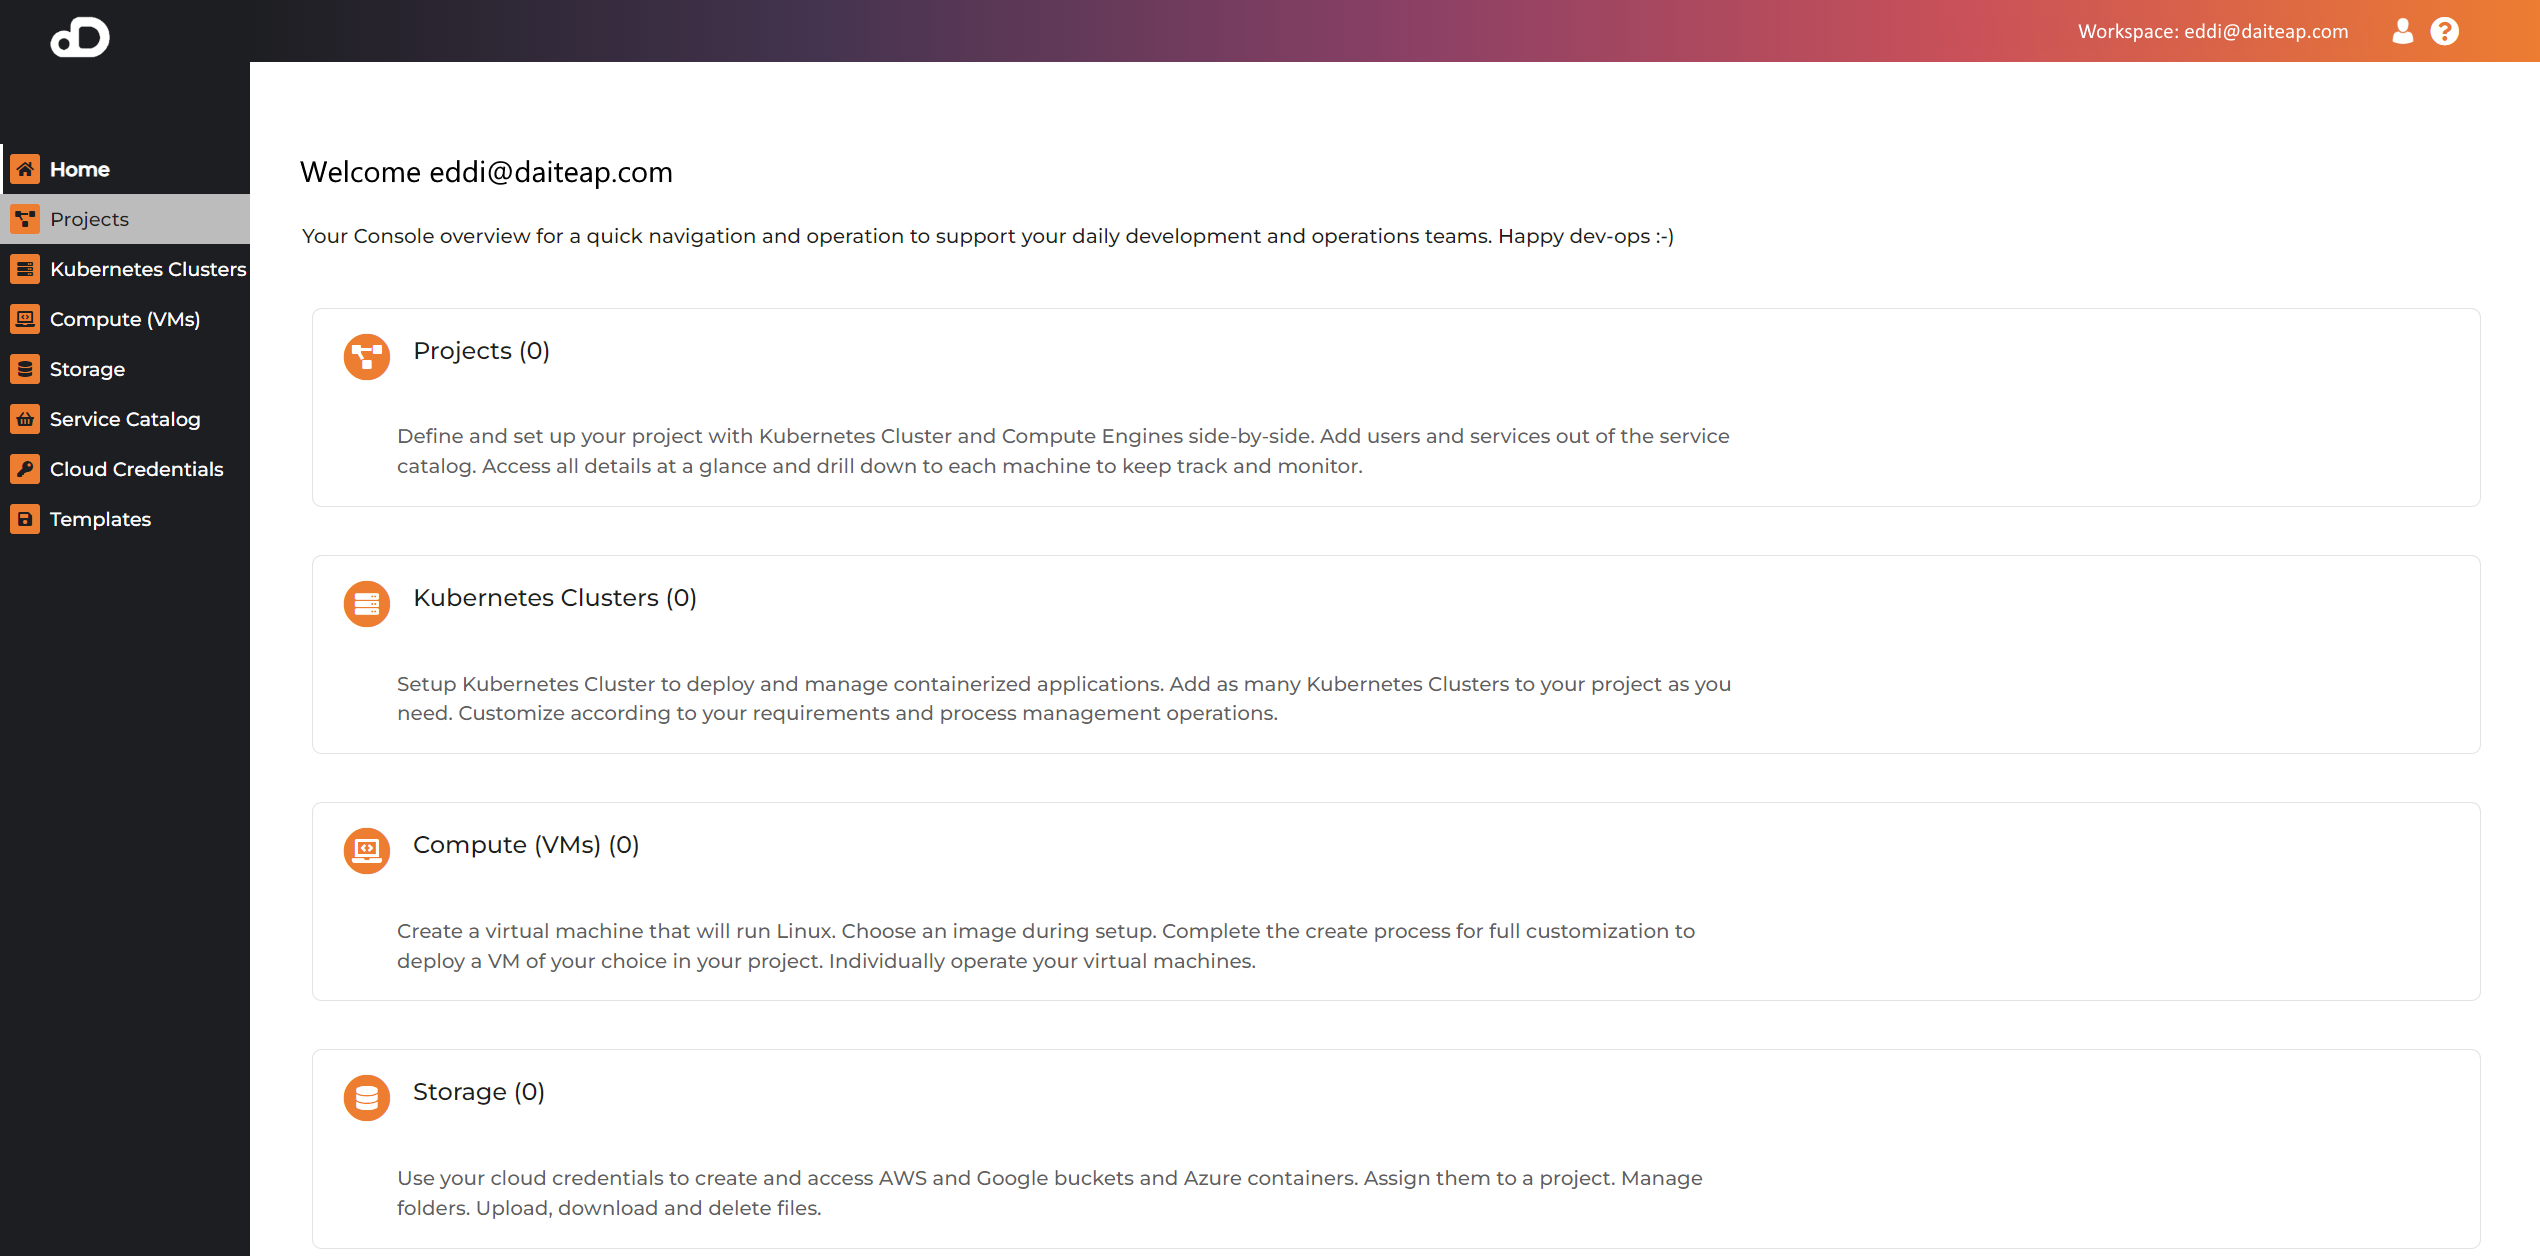 Workspace: eddi@daiteap.com
Home
Projects
Kubernetes Clusters
Compute (VMs)
Storage
Service Catalog
Cloud Credentials
Templates
Welcome eddi@daiteap.com
Your Console overview for a quick navigation and operation to support your daily development and operations teams. Happy dev-ops :-)
Projects (0)
Define and set up your project with Kubernetes Cluster and Compute Engines side-by-side. Add users and services out of the service
catalog. Access all details at a glance and drill down to each machine to keep track and monitor.
Kubernetes Clusters (0)
Setup Kubernetes Cluster to deploy and manage containerized applications. Add as many Kubernetes Clusters to your project as you
need. Customize according to your requirements and process management operations.
Compute (VMs) (0)
Create a virtual machine that will run Linux. Choose an image during setup. Complete the create process for full customization to
deploy a VM of your choice in your project. Individually operate your virtual machines.
Storage (0)
Use your cloud credentials to create and access AWS and Google buckets and Azure containers. Assign them to a project. Manage
folders. Upload, download and delete files.